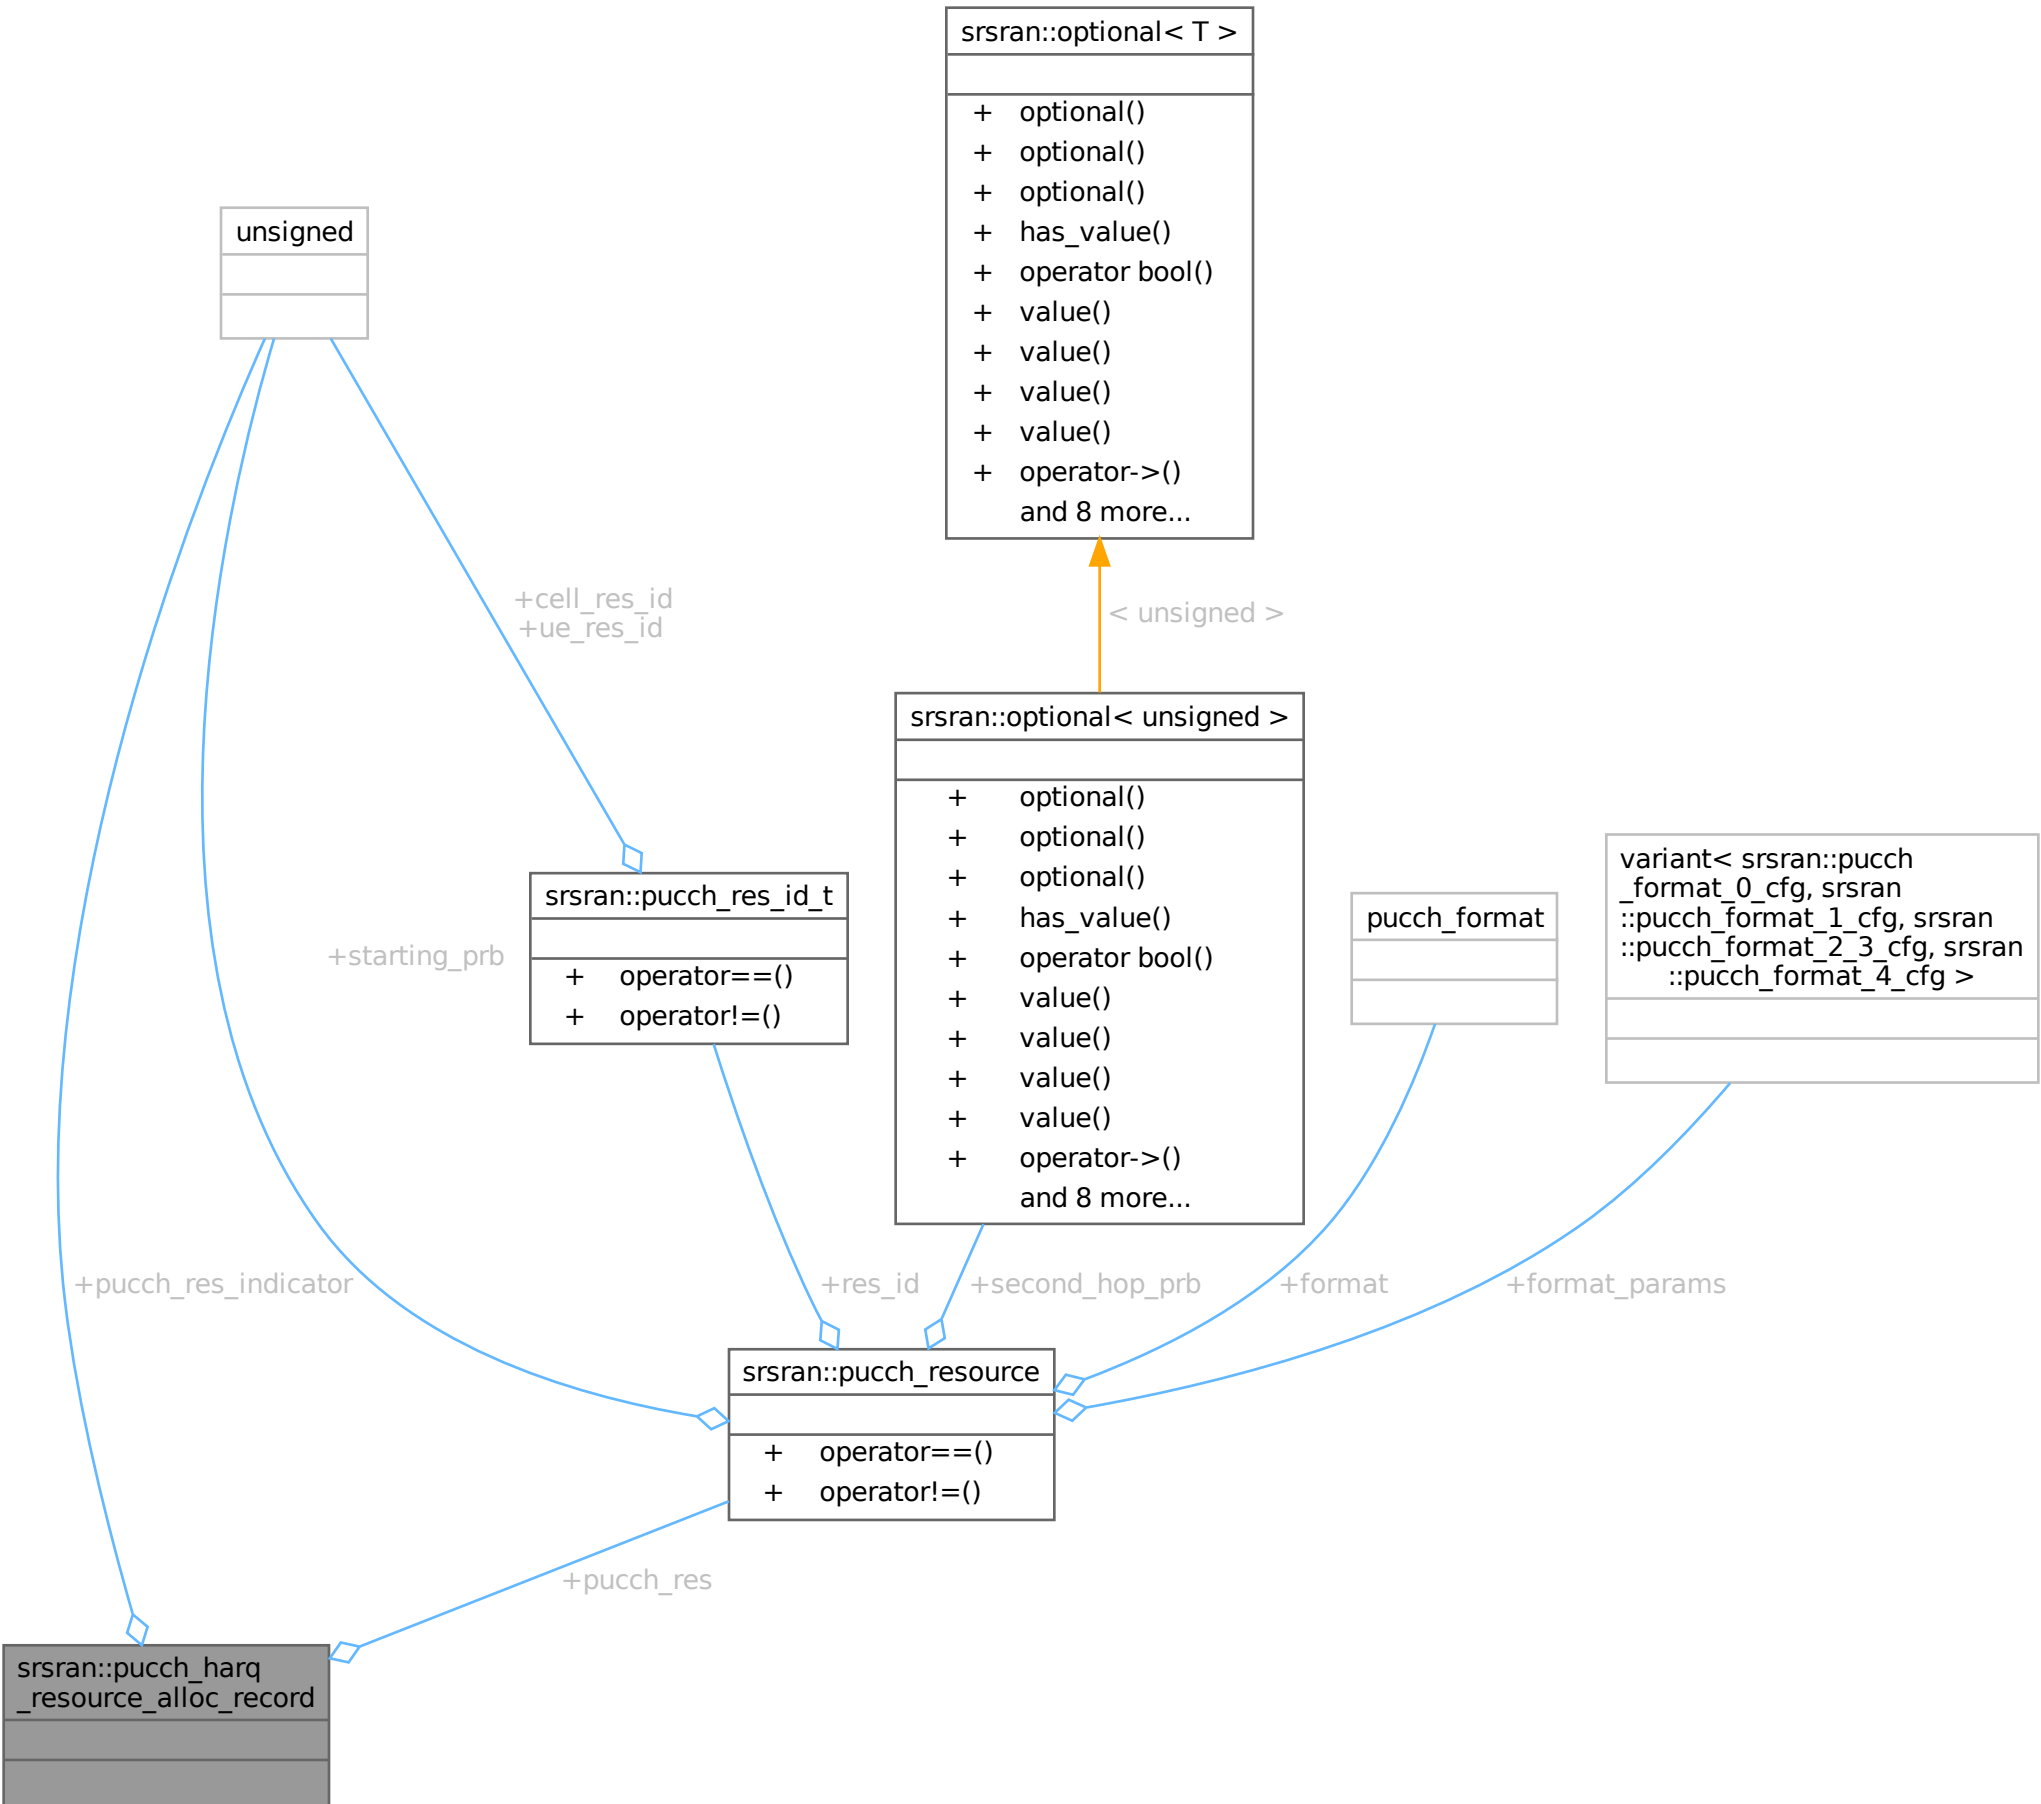 srsran::optional< T >
+ optional()
+ optional()
+ optional()
+ has_value()
+ operator bool()
+ value()
+ value()
+ value()
+ value()
+ operator->()
and 8 more...
unsigned
+cell_res_id
+ue_res_id
< unsigned >
srsran::optional< unsigned >
+ optional()
+ optional()
+ optional()
+ has_value()
+ operator bool()
+ value()
+ value()
+ value()
+ value()
+ operator->()
and 8 more...
srsran::pucch_res_id_t
+ operator==()
+ operator!=()
pucch_format
variant< srsran::pucch
_format_0_cfg, srsran
::pucch_format_1_cfg, srsran
::pucch_format_2_3_cfg, srsran
::pucch_format_4_cfg >
+starting_prb
+pucch_res_indicator
+res_id
+second_hop_prb
+format
+format_params
srsran::pucch_resource
+ operator==()
+ operator!=()
+pucch_res
srsran::pucch_harq
_resource_alloc_record